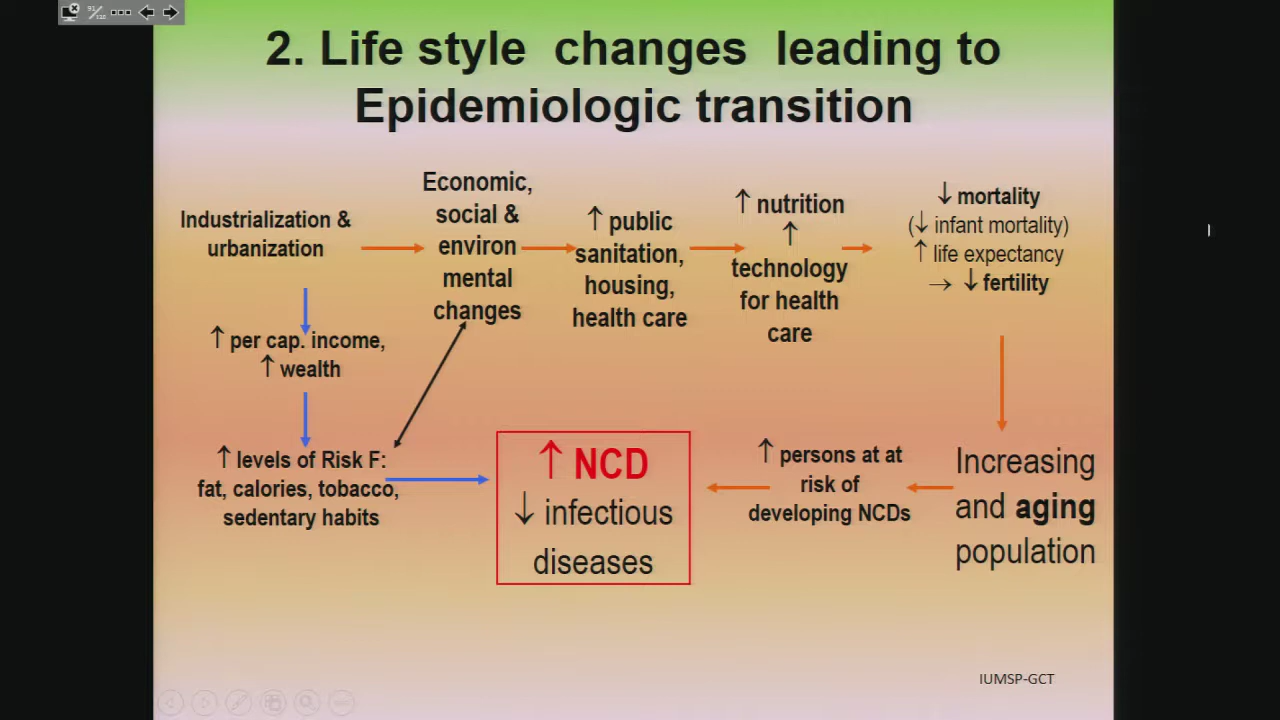 91/116
2. Life style changes leading to
Epidemiologic transition
Industrialization &
urbanization
Economic,
social &
environ
mental
changes
↑ public
sanitation,
housing,
health care
↑ nutrition
↑
technology
for health
care
↓ mortality
(↓ infant mortality)
↑ life expectancy
→ ↓ fertility
↑ per cap. income,
↑ wealth
↑ levels of Risk F:
fat, calories, tobacco,
sedentary habits
↑ NCD
↓ infectious
diseases
↑ persons at at
risk of
developing NCDs
Increasing
and aging
population
IUMSP-GCT